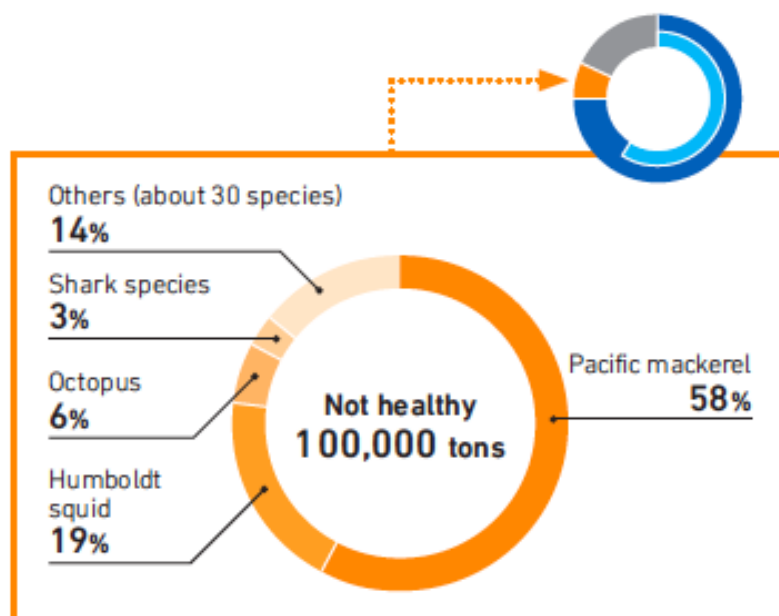 Others (about 30 species)
14%
Shark species
3%
Octopus
6%
Humboldt
squid
19%
Not healthy
100,000 tons
Pacific mackerel
58%